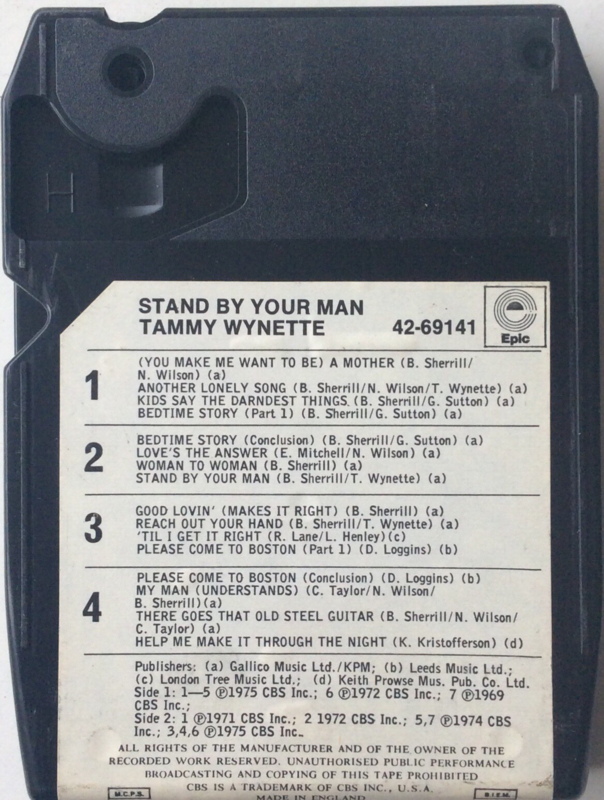 H
STAND BY YOUR MAN
TAMMY WYNETTE 42-69141
Epic
1
(YOU MAKE ME WANT TO BE) A MOTHER (B. Sherrill/
N. Wilson) (a)
ANOTHER LONELY SONG (B. Sherrill/N. Wilson/T. Wynette) (a)
KIDS SAY THE DARNDEST THINGS. (B. Sherrill/G. Sutton) (a)
BEDTIME STORY (Part 1) (B. Sherrill/G. Sutton) (a)
2
BEDTIME STORY (Conclusion) (B. Sherrill/G. Sutton) (a)
LOVE'S THE ANSWER (E. Mitchell/N. Wilson) (a)
WOMAN TO WOMAN (B. Sherrill) (a)
STAND BY YOUR MAN (B. Sherrill/T. Wynette) (a)
3
GOOD LOVIN' (MAKES IT RIGHT) (B. Sherrill) (a)
REACH OUT YOUR HAND (B. Sherrill/T. Wynette) (a)
'TIL I GET IT RIGHT (R. Lane/L. Henley)(c)
PLEASE COME TO BOSTON (Part 1) (D. Loggins) (b)
4
PLEASE COME TO BOSTON (Conclusion) (D. Loggins) (b)
MY MAN (UNDERSTANDS) (C. Taylor/N. Wilson/
B. Sherrill)(a)
THERE GOES THAT OLD STEEL GUITAR (B. Sherrill/N. Wilson/
C. Taylor) (a)
HELP ME MAKE IT THROUGH THE NIGHT (K. Kristofferson) (d)
Publishers: (a) Gallico Music Ltd./KPM; (b) Leeds Music Ltd.;
(c) London Tree Music Ltd.; (d) Keith Prowse Mus. Pub. Co. Ltd.
Side 1: 1—5 ℗1975 CBS Inc.; 6 ℗1972 CBS Inc.; 7 ℗1969
CBS Inc.;
Side 2: 1 ℗1971 CBS Inc.; 2 1972 CBS Inc.; 5,7 ℗1974 CBS
Inc.; 3,4,6 ℗1975 CBS Inc.
ALL RIGHTS OF THE MANUFACTURER AND OF THE OWNER OF THE
RECORDED WORK RESERVED. UNAUTHORISED PUBLIC PERFORMANCE
BROADCASTING AND COPYING OF THIS TAPE PROHIBITED
CBS IS A TRADEMARK OF CBS INC., U.S.A.
M.C.P.S. MADE IN ENGLAND B.I.E.M.